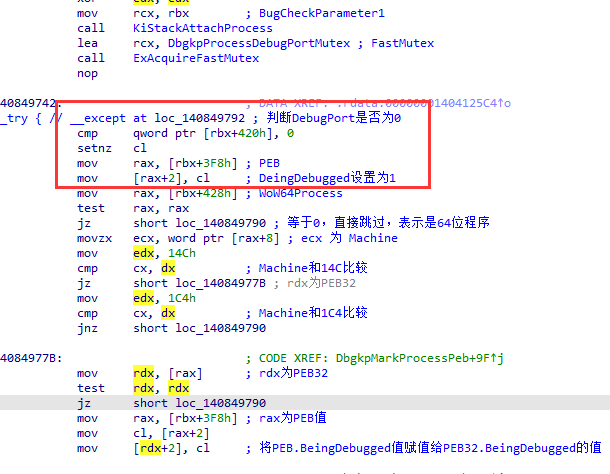 mov     rcx, rbx        ; BugCheckParameter1
call    KiStackAttachProcess
lea     rcx, DbgkpProcessDebugPortMutex ; FastMutex
call    ExAcquireFastMutex
nop
40849742:                               ; DATA XREF: .rdata:00000001404125C4↑o
_try { // __except at loc_140849792 ; 判断DebugPort是否为0
cmp     qword ptr [rbx+420h], 0
setnz   cl
mov     rax, [rbx+3F8h] ; PEB
mov     [rax+2], cl     ; DeingDebugged设置为1
mov     rax, [rbx+428h] ; WoW64Process
test    rax, rax
jz      short loc_140849790 ; 等于0，直接跳过，表示是64位程序
movzx   ecx, word ptr [rax+8] ; ecx 为 Machine
mov     edx, 14Ch
cmp     cx, dx          ; Machine和14C比较
jz      short loc_14084977B ; rdx为PEB32
mov     edx, 1C4h
cmp     cx, dx          ; Machine和1C4比较
jnz     short loc_140849790
4084977B:                               ; CODE XREF: DbgkpMarkProcessPeb+9F↑j
mov     rdx, [rax]      ; rdx为PEB32
test    rdx, rdx
jz      short loc_140849790
mov     rax, [rbx+3F8h] ; rax为PEB值
mov     cl, [rax+2]
mov     [rdx+2], cl     ; 将PEB.BeingDebugged值赋值给PEB32.BeingDebugged的值